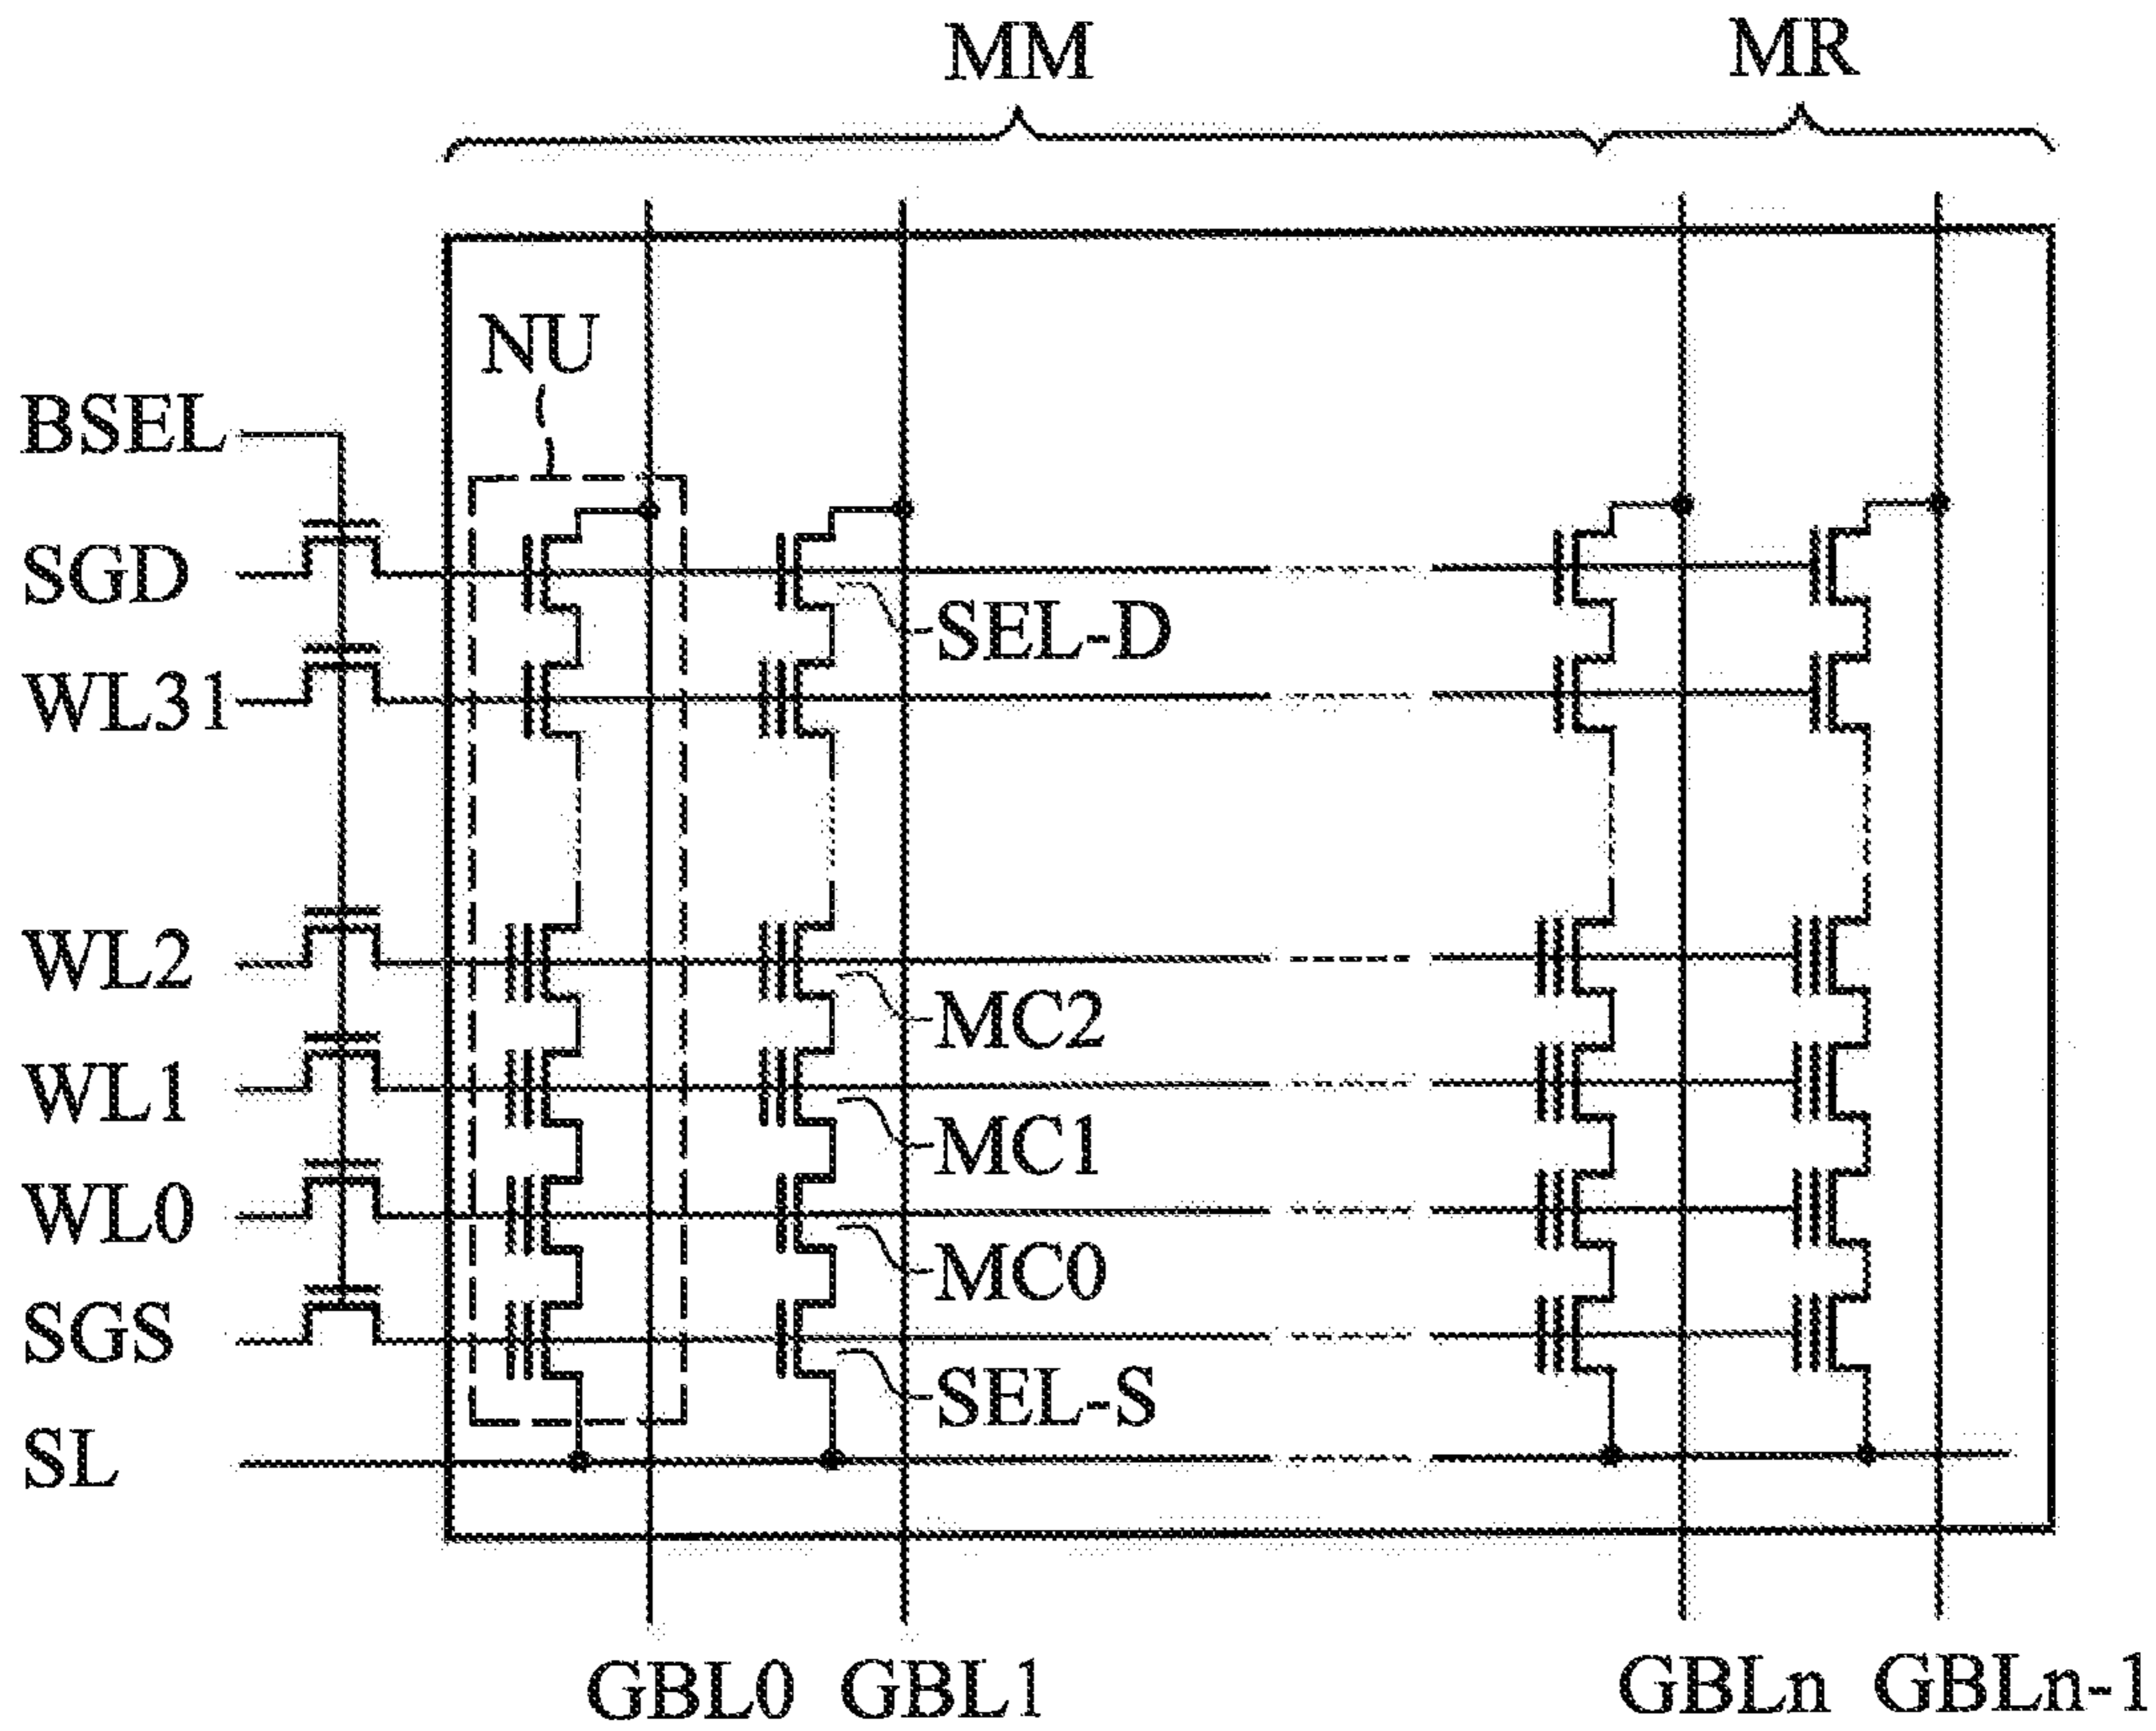 MM
MR
NU
BSEL
SGD
SEL-D
WL31
WL2
MC2
WL1
MC1
WL0
MC0
SGS
SEL-S
SL
GBL0
GBL1
GBLn
GBLn-1